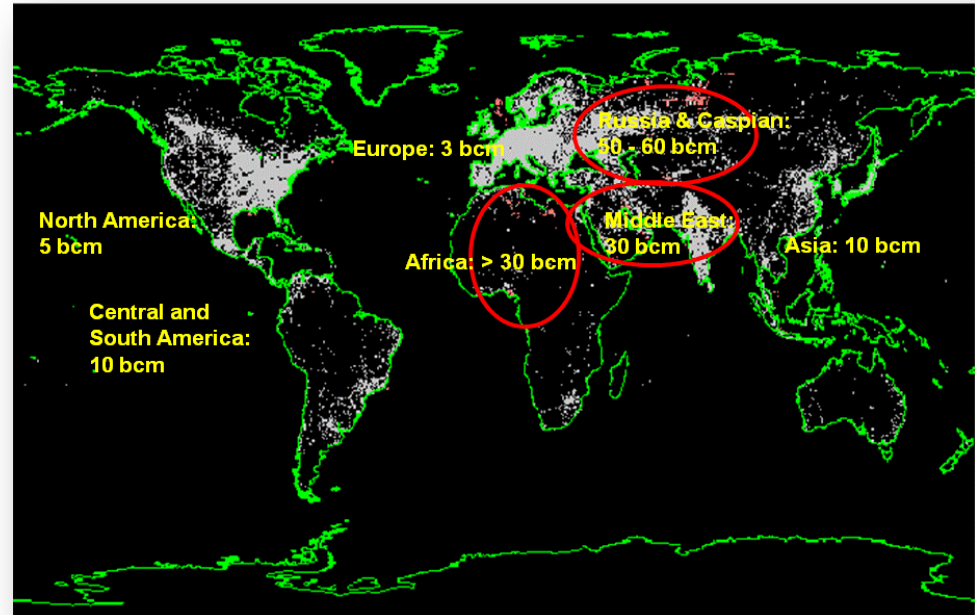 Russia & Caspian:
50 - 60 bcm
Europe: 3 bcm
North America:
5 bcm
Middle East:
30 bcm
Asia: 10 bcm
Africa: > 30 bcm
Central and
South America:
10 bcm